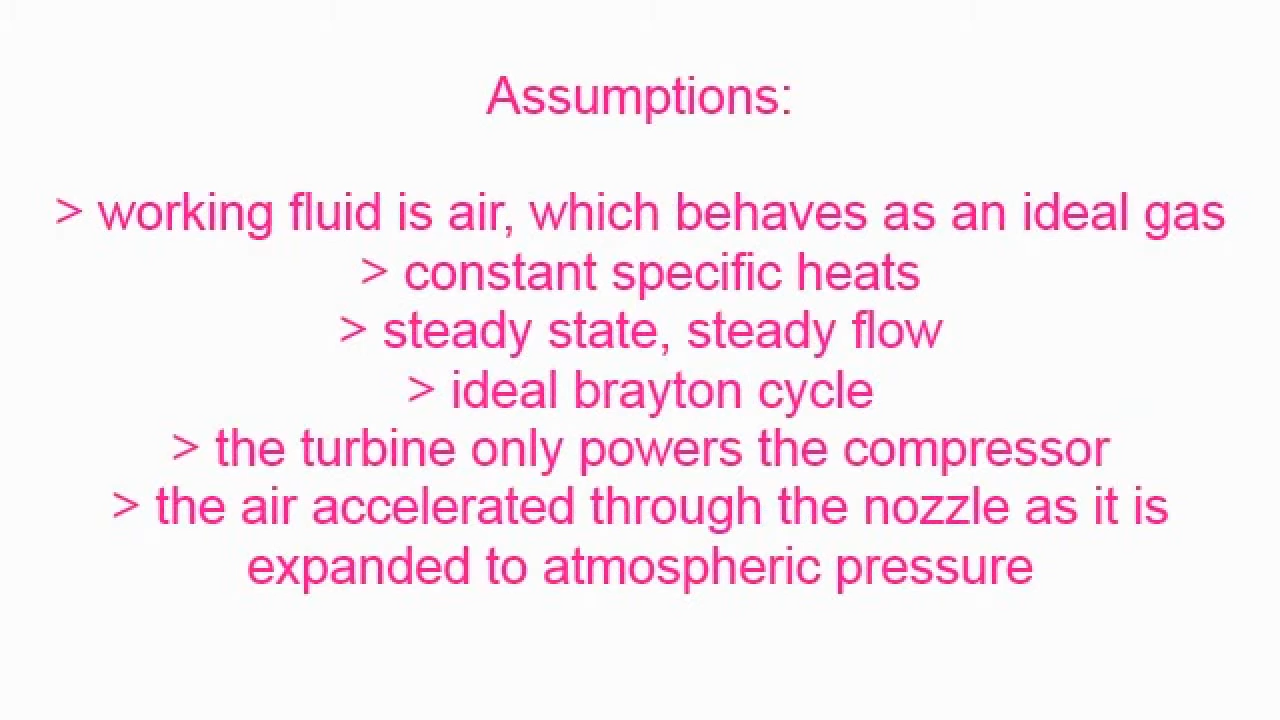 Assumptions:
> working fluid is air, which behaves as an ideal gas
> constant specific heats
> steady state, steady flow
> ideal brayton cycle
> the turbine only powers the compressor
> the air accelerated through the nozzle as it is
expanded to atmospheric pressure